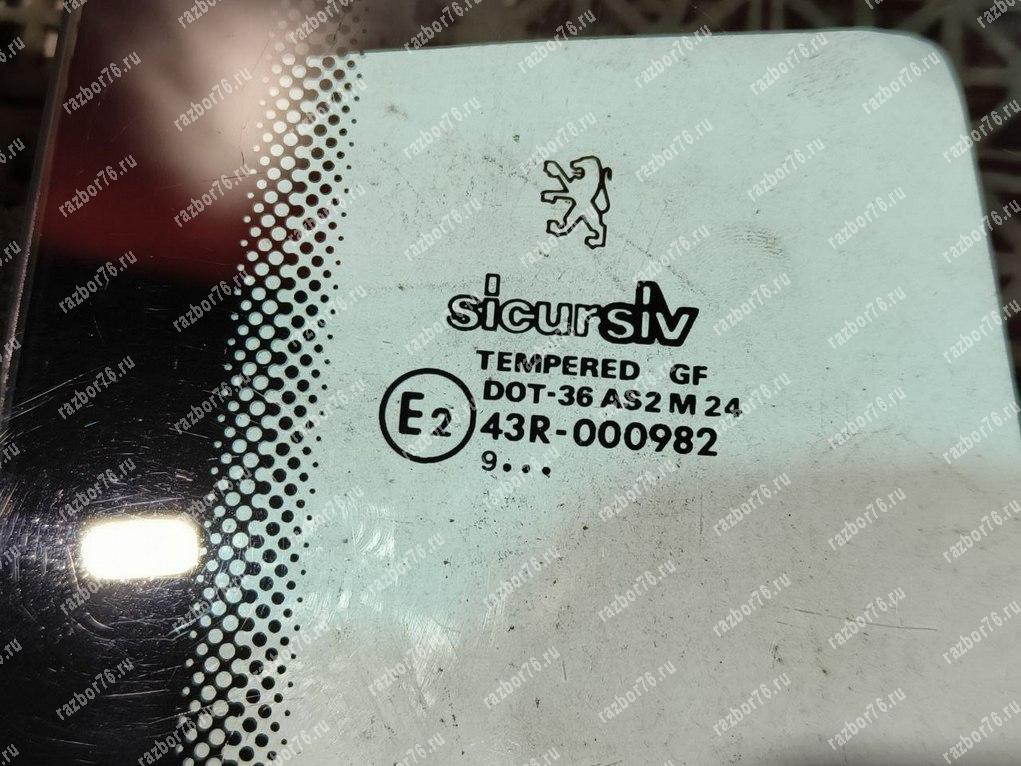 sicursiv
TEMPERED GF
DOT-36 AS2 M 24
E2
43R-000982
9...
razbor76.ru